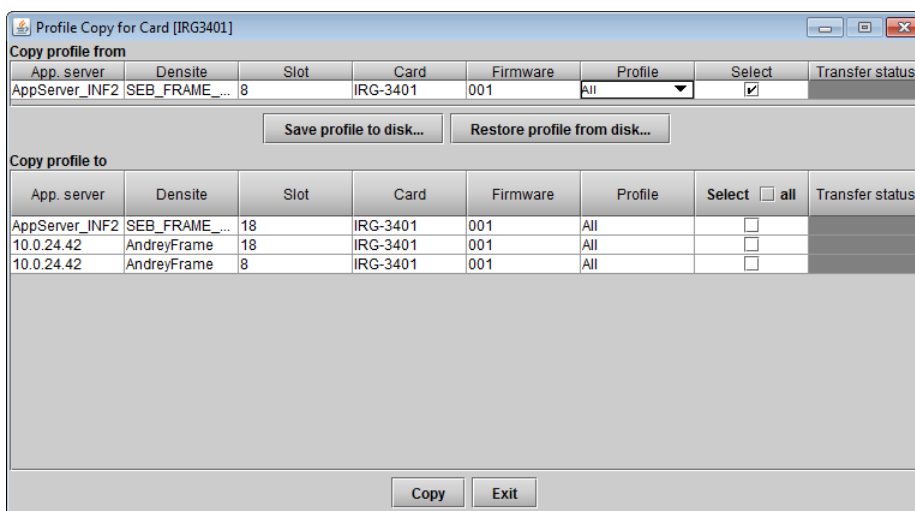 Profile Copy for Card [IRG3401]
Copy profile from
App. server Densite Slot Card Firmware Profile Select Transfer status
AppServer_INF2 SEB_FRAME_... 8 IRG-3401 001 All
Save profile to disk... Restore profile from disk...
Copy profile to
App. server Densite Slot Card Firmware Profile Select all Transfer status
AppServer_INF2 SEB_FRAME_... 18 IRG-3401 001 All
10.0.24.42 AndreyFrame 18 IRG-3401 001 All
10.0.24.42 AndreyFrame 8 IRG-3401 001 All
Copy Exit